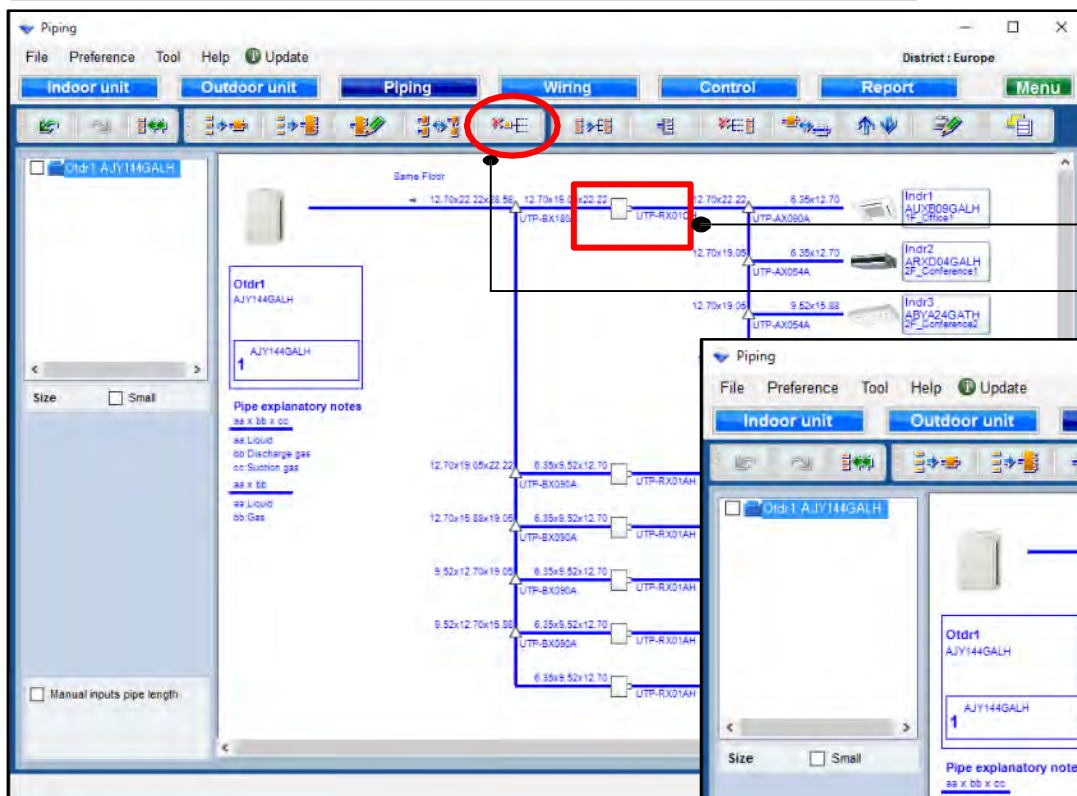 Piping
File Preference Tool Help Update District : Europe
Indoor unit Outdoor unit Piping Wiring Control Report Menu
Otdr1 AJY144GALH
Size Small
Manual inputs pipe length
Same Floor
12.70x22.22x28.58 12.70x19.05x22.22 12.70x22.22 6.35x12.70
UTP-BX180A UTP-RX01CH UTP-AX090A
Indr1
AUXB09GALH
1F_Office1
12.70x19.05 6.35x12.70
UTP-AX054A
Indr2
ARXD04GALH
2F_Conference1
12.70x19.05 9.52x15.88
UTP-AX054A
Indr3
ABYA24GATH
2F_Conference2
Otdr1
AJY144GALH
AJY144GALH
1
Pipe explanatory notes
aa x bb x cc
aa:Liquid
bb:Discharge gas
cc:Suction gas
aa x bb
aa:Liquid
bb:Gas
12.70x19.05x22.22 6.35x9.52x12.70
UTP-BX090A UTP-RX01AH
12.70x15.88x19.05 6.35x9.52x12.70
UTP-BX090A UTP-RX01AH
9.52x12.70x19.05 6.35x9.52x12.70
UTP-BX090A UTP-RX01AH
9.52x12.70x15.88 6.35x9.52x12.70
UTP-BX090A UTP-RX01AH
6.35x9.52x12.70
UTP-RX01AH
Piping
File Preference Tool Help Update
Indoor unit Outdoor unit
Otdr1 AJY144GALH
Size Small
Otdr1
AJY144GALH
AJY144GALH
1
Pipe explanatory note
aa x bb x cc